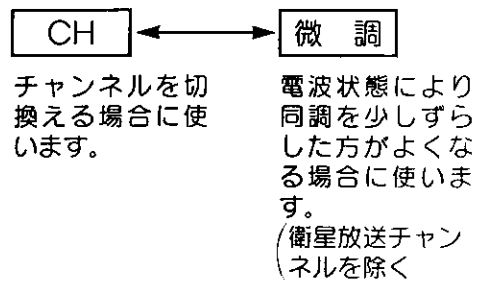 CH
微調
チャンネルを切
換える場合に使
います。
電波状態により
同調を少しずら
した方がよくな
る場合に使いま
す。
(衛星放送チャン
ネルを除く